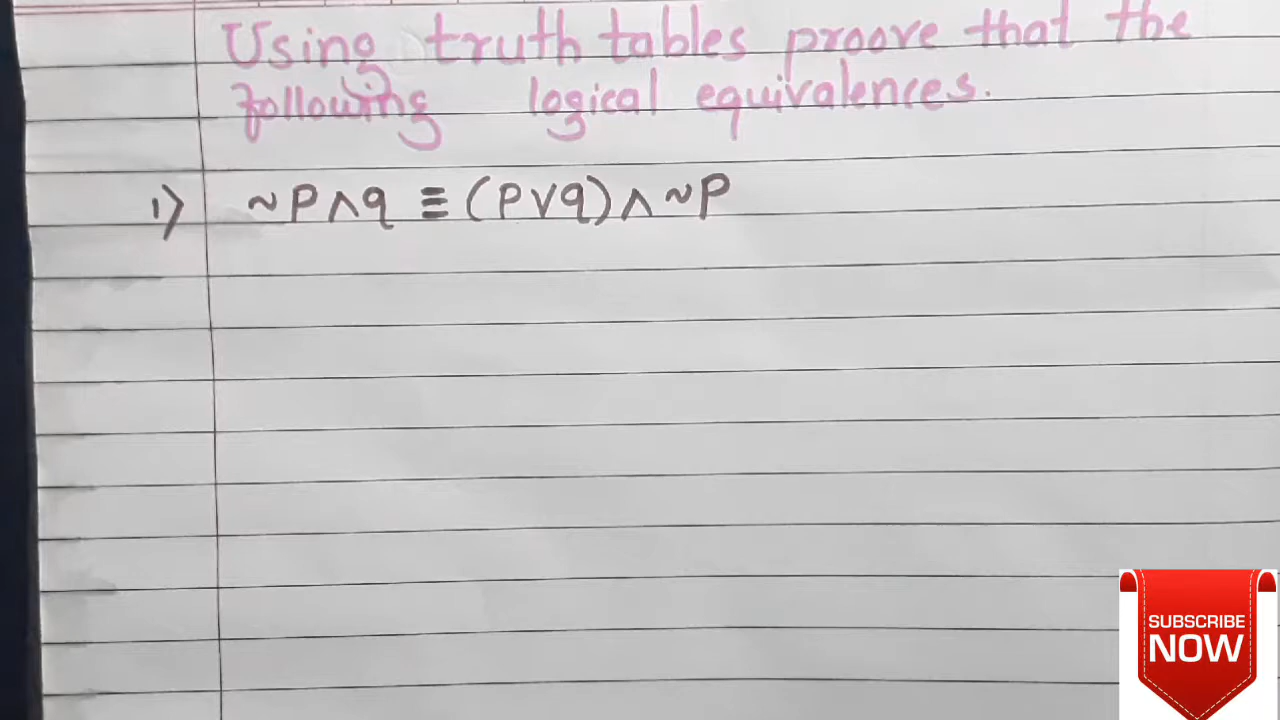 Using truth tables proove that the
following logical equivalences.
1) ~P∧q ≡ (P∨q)∧~P
SUBSCRIBE
NOW